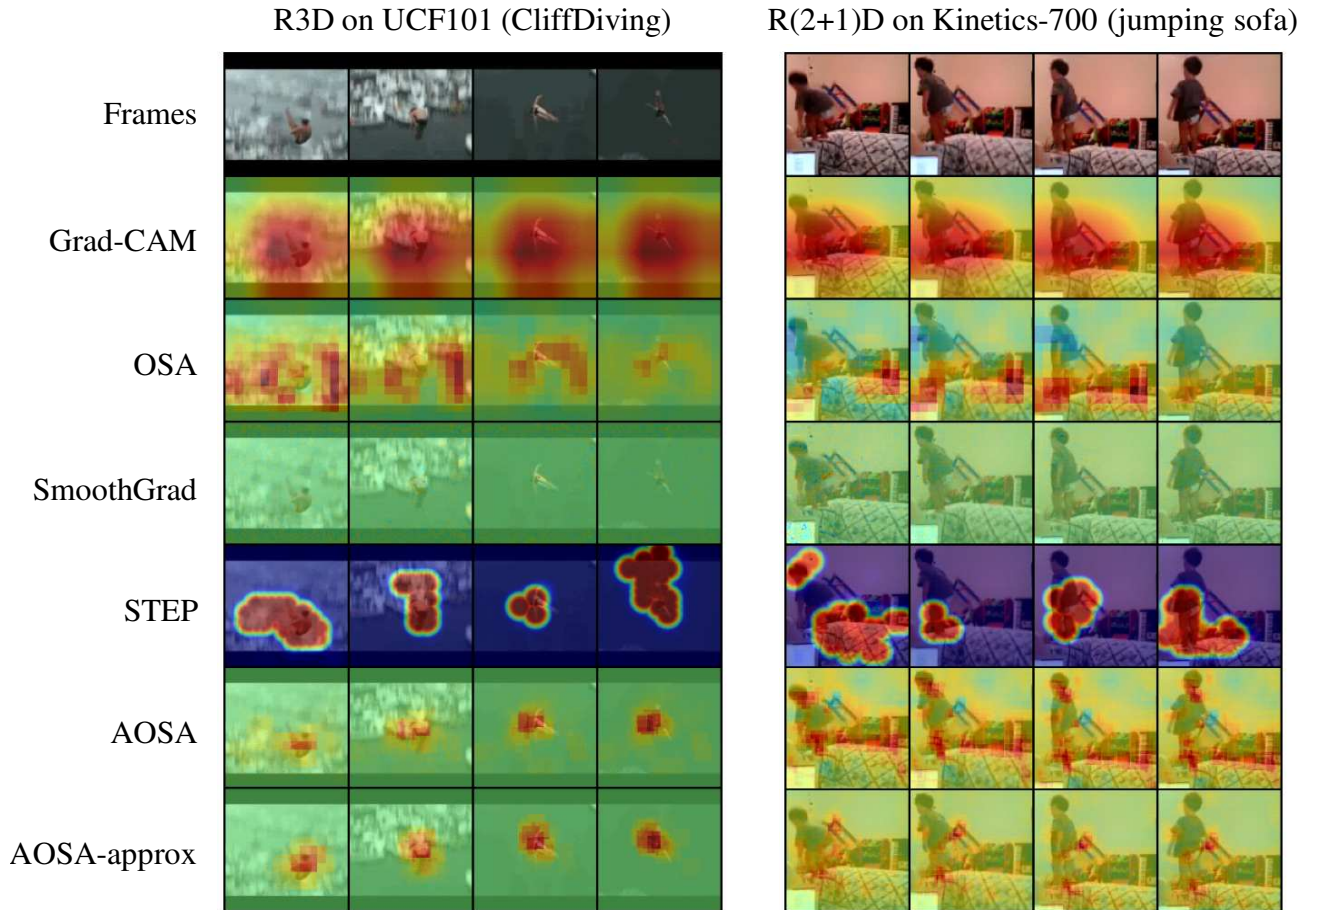 R3D on UCF101 (CliffDiving)
R(2+1)D on Kinetics-700 (jumping sofa)
Frames
Grad-CAM
OSA
SmoothGrad
STEP
AOSA
AOSA-approx